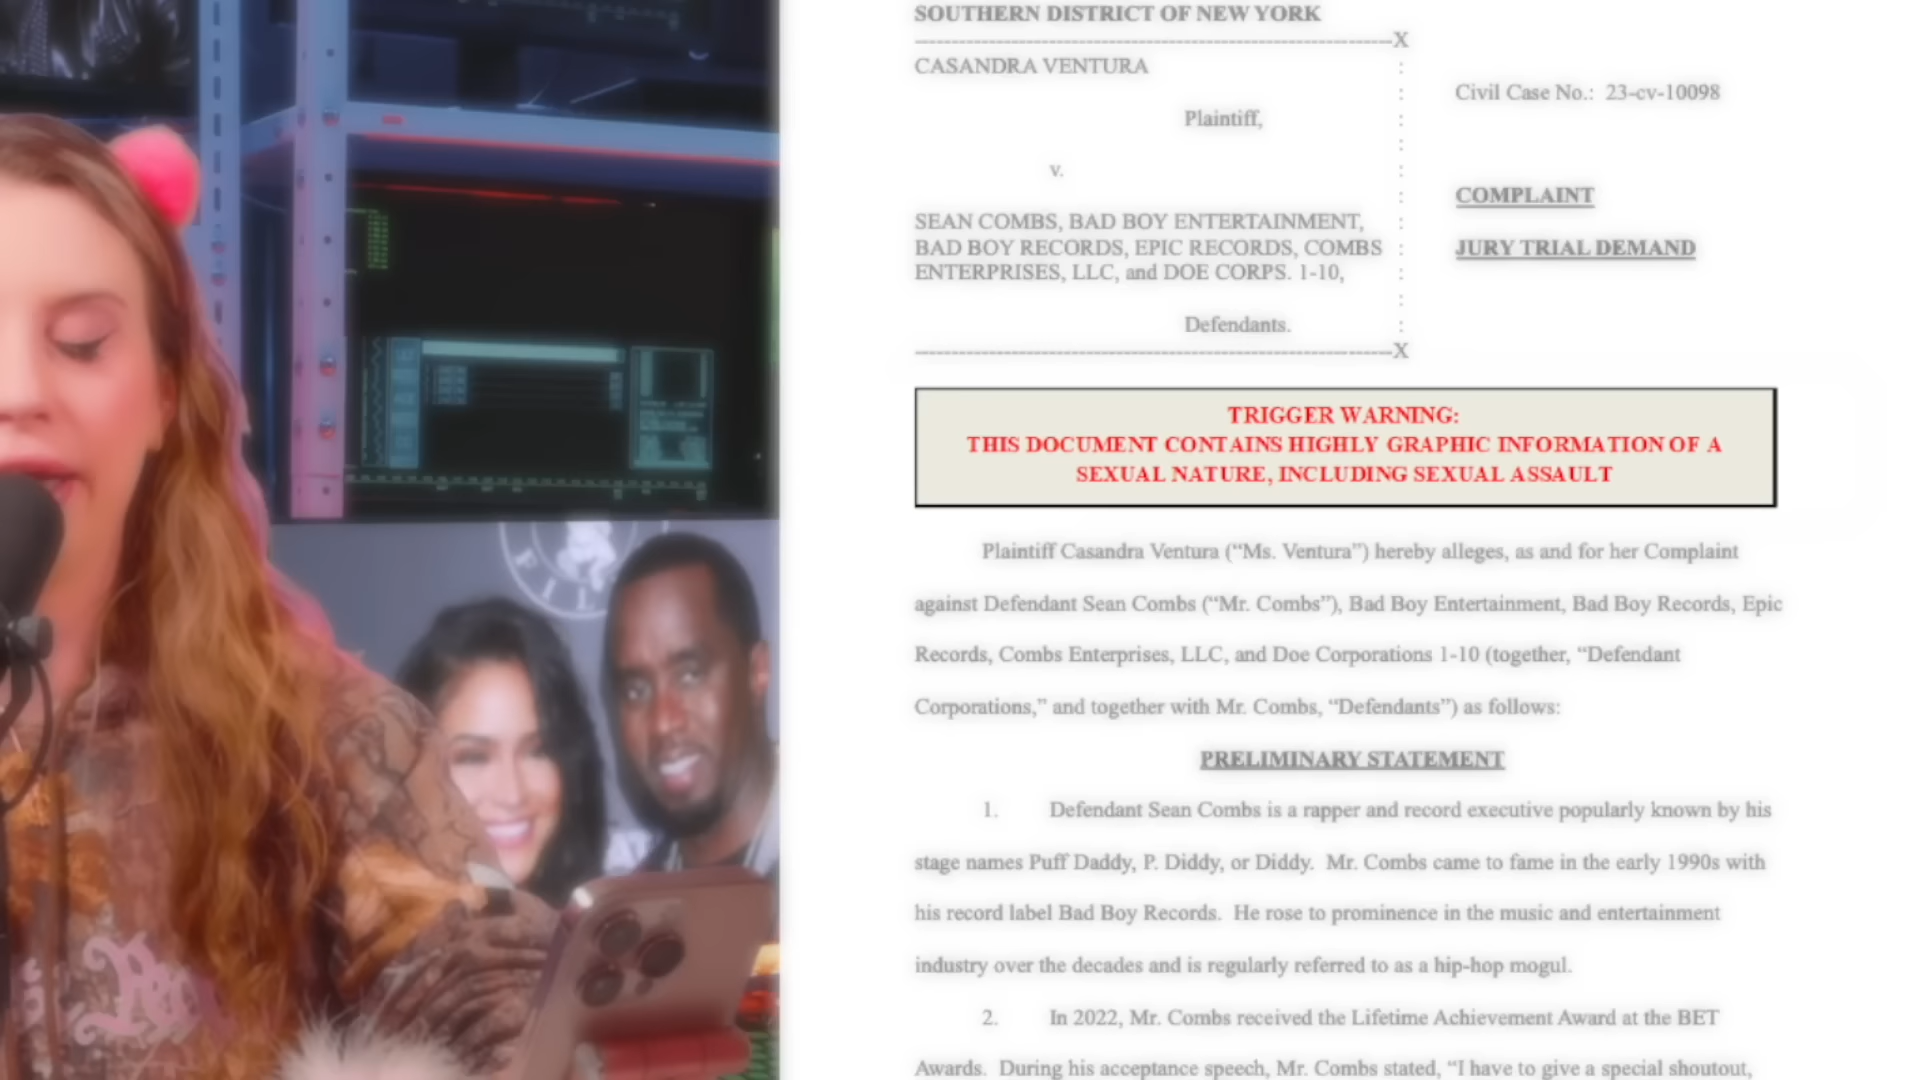 SOUTHERN DISTRICT OF NEW YORK
X
CASANDRA VENTURA
Plaintiff,
v.
SEAN COMBS, BAD BOY ENTERTAINMENT,
BAD BOY RECORDS, EPIC RECORDS, COMBS
ENTERPRISES, LLC, and DOE CORPS. 1-10,
Defendants.
X
Civil Case No.: 23-cv-10098
COMPLAINT
JURY TRIAL DEMAND
TRIGGER WARNING:
THIS DOCUMENT CONTAINS HIGHLY GRAPHIC INFORMATION OF A
SEXUAL NATURE, INCLUDING SEXUAL ASSAULT
Plaintiff Casandra Ventura (“Ms. Ventura”) hereby alleges, as and for her Complaint
against Defendant Sean Combs (“Mr. Combs”), Bad Boy Entertainment, Bad Boy Records, Epic
Records, Combs Enterprises, LLC, and Doe Corporations 1-10 (together, “Defendant
Corporations,” and together with Mr. Combs, “Defendants”) as follows:
PRELIMINARY STATEMENT
1. Defendant Sean Combs is a rapper and record executive popularly known by his
stage names Puff Daddy, P. Diddy, or Diddy. Mr. Combs came to fame in the early 1990s with
his record label Bad Boy Records. He rose to prominence in the music and entertainment
industry over the decades and is regularly referred to as a hip-hop mogul.
2. In 2022, Mr. Combs received the Lifetime Achievement Award at the BET
Awards. During his acceptance speech, Mr. Combs stated, “I have to give a special shoutout,